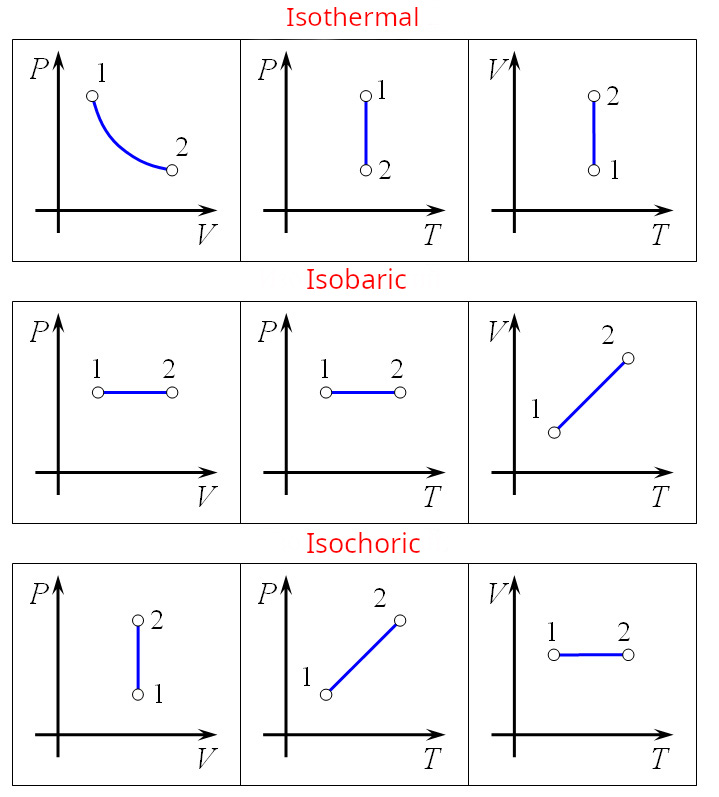 Isothermal
P 1 2 V
P 1 2 T
V 2 1 T
Isobaric
P 1 2 V
P 1 2 T
V 2 1 T
Isochoric
P 2 1 V
P 2 1 T
V 1 2 T